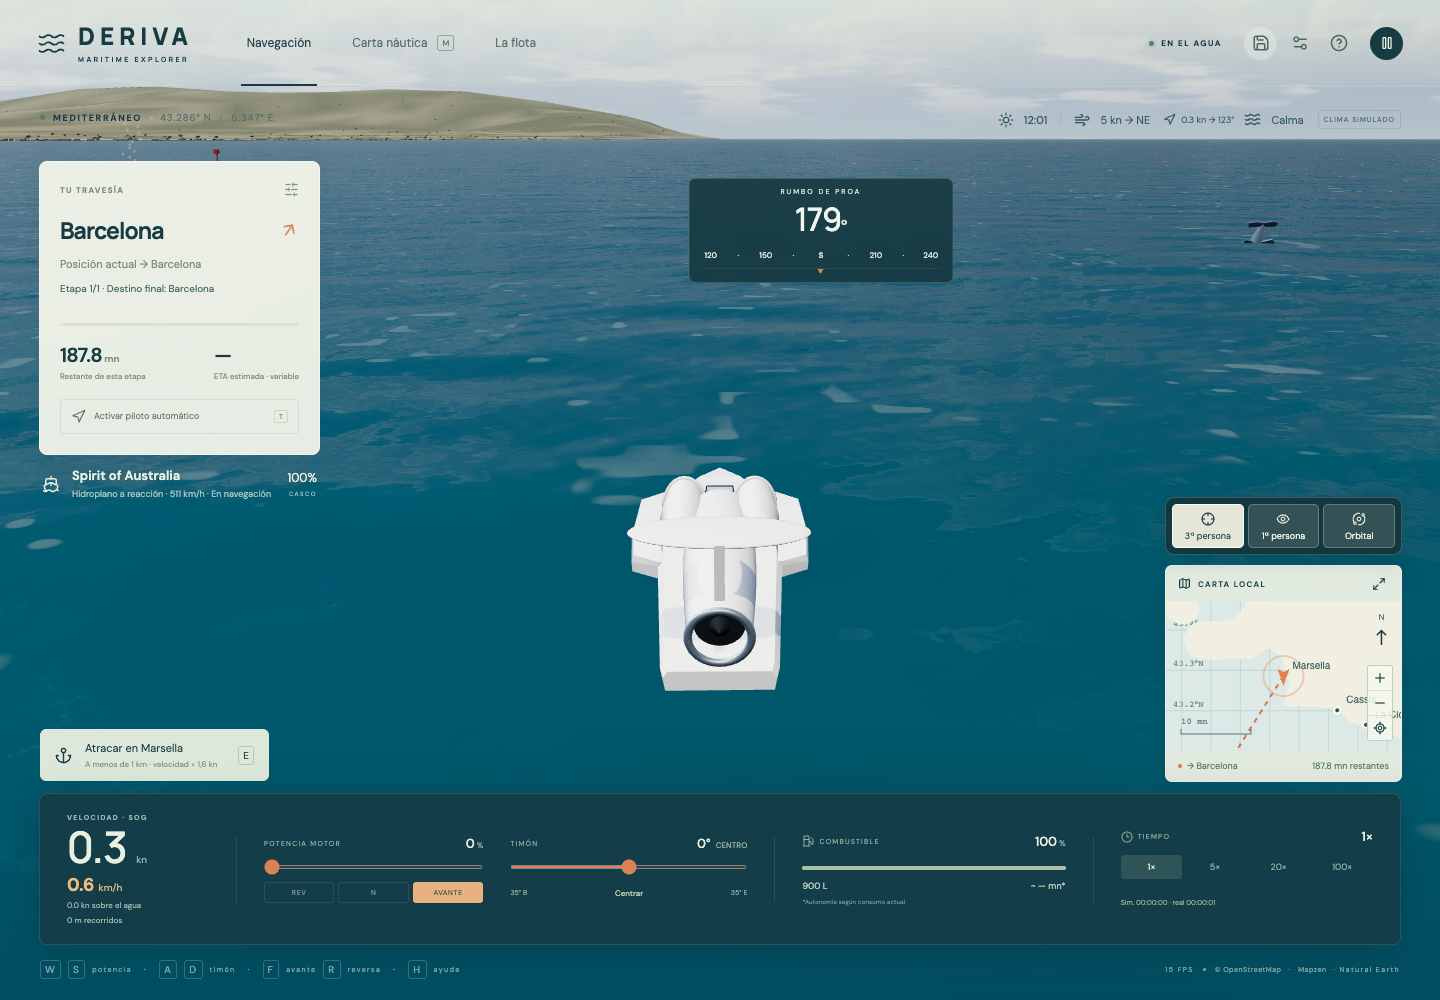 DERIVA
MARITIME EXPLORER
Navegación
Carta náutica M
La flota
EN EL AGUA
MEDITERRÁNEO · 43.286° N · 5.347° E
12:01
5 kn → NE
0.3 kn → 123°
Calma
CLIMA SIMULADO
TU TRAVESÍA
Barcelona
Posición actual → Barcelona
Etapa 1/1 · Destino final: Barcelona
187.8 mn
Restante de esta etapa
—
ETA estimada · variable
Activar piloto automático T
Spirit of Australia
Hidroplano a reacción · 511 km/h · En navegación
100%
CASCO
RUMBO DE PROA
179°
120 · 150 · S · 210 · 240
3ª persona
1ª persona
Orbital
CARTA LOCAL
N
Marsella
43.3°N
43.2°N
10 mn
→ Barcelona
187.8 mn restantes
Atracar en Marsella
A menos de 1 km · velocidad < 1,6 kn
E
VELOCIDAD · SOG
0.3 kn
0.6 km/h
0.0 kn sobre el agua
0 m recorridos
POTENCIA MOTOR 0 %
REV N AVANTE
TIMÓN 0° CENTRO
35° B Centrar 35° E
COMBUSTIBLE 100 %
900 L ~ — mn*
*Autonomía según consumo actual
TIEMPO 1×
1× 5× 20× 100×
Sim. 00:00:00 · real 00:00:01
W S potencia · A D timón · F avante R reversa · H ayuda
15 FPS • © OpenStreetMap · Mapzen · Natural Earth